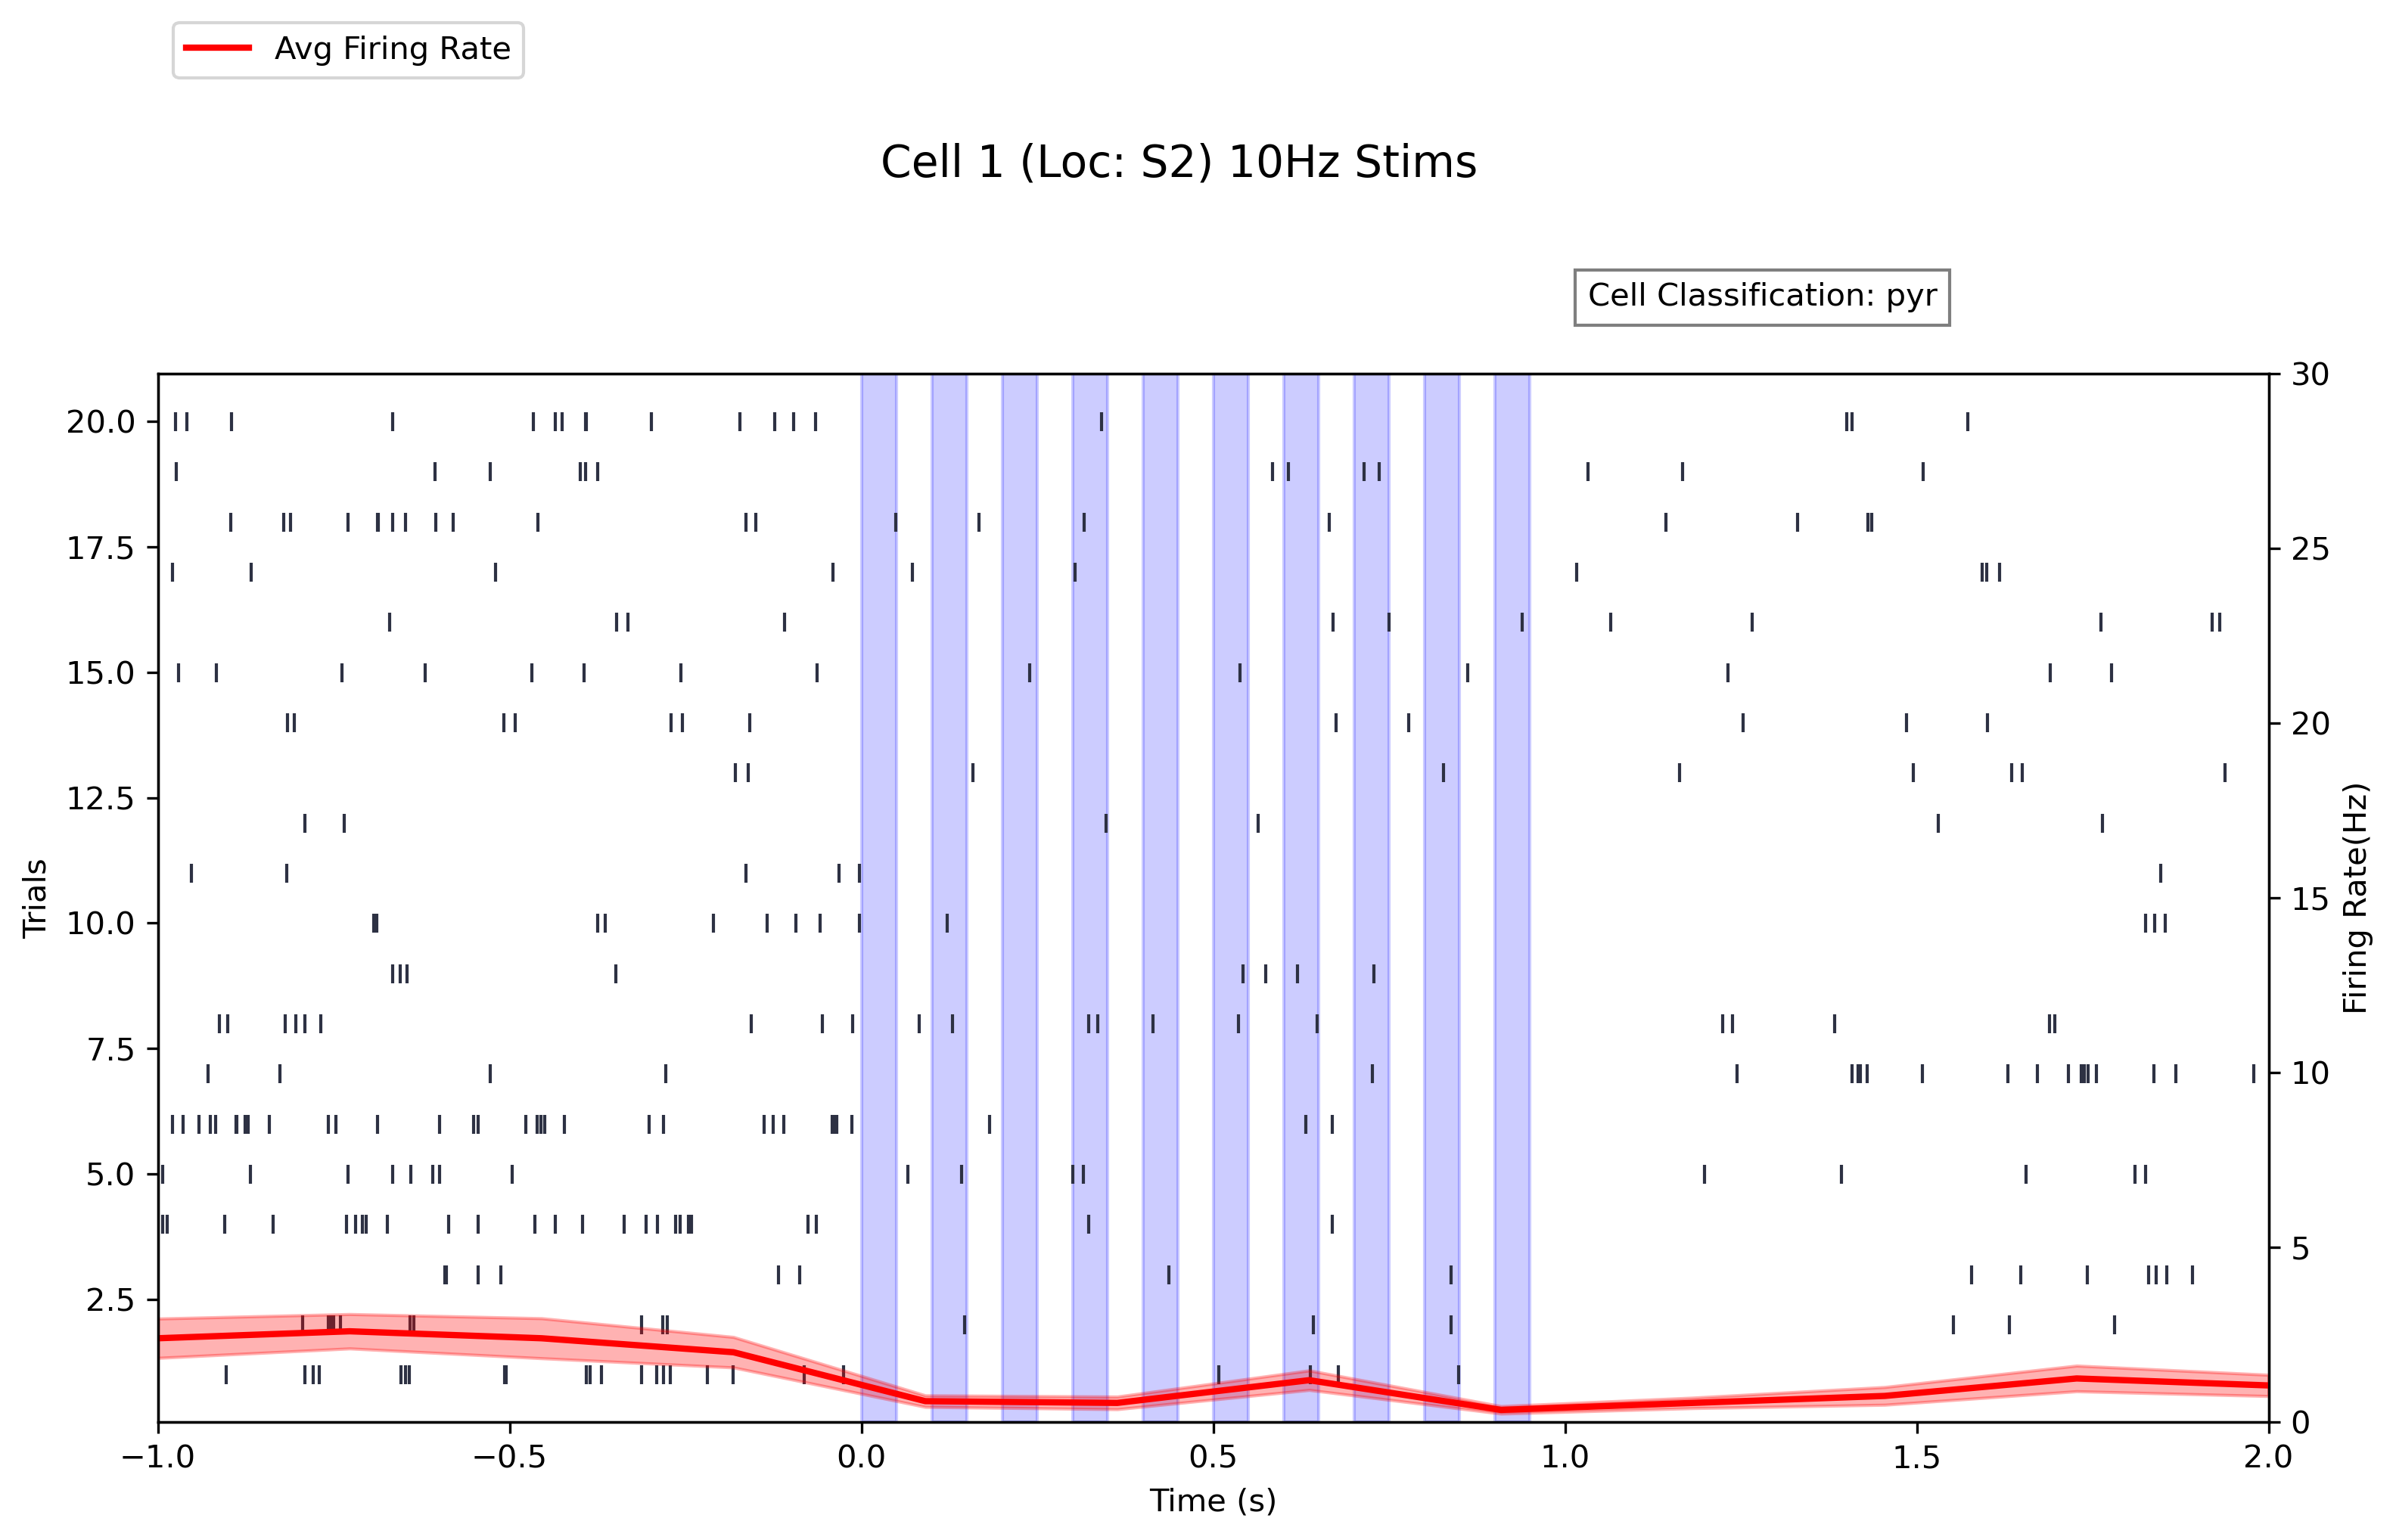 Avg Firing Rate
Cell 1 (Loc: S2) 10Hz Stims
Cell Classification: pyr
20.0
17.5
15.0
12.5
10.0
7.5
5.0
2.5
Trials
30
25
20
15
10
5
0
Firing Rate(Hz)
−1.0 −0.5 0.0 0.5 1.0 1.5 2.0
Time (s)